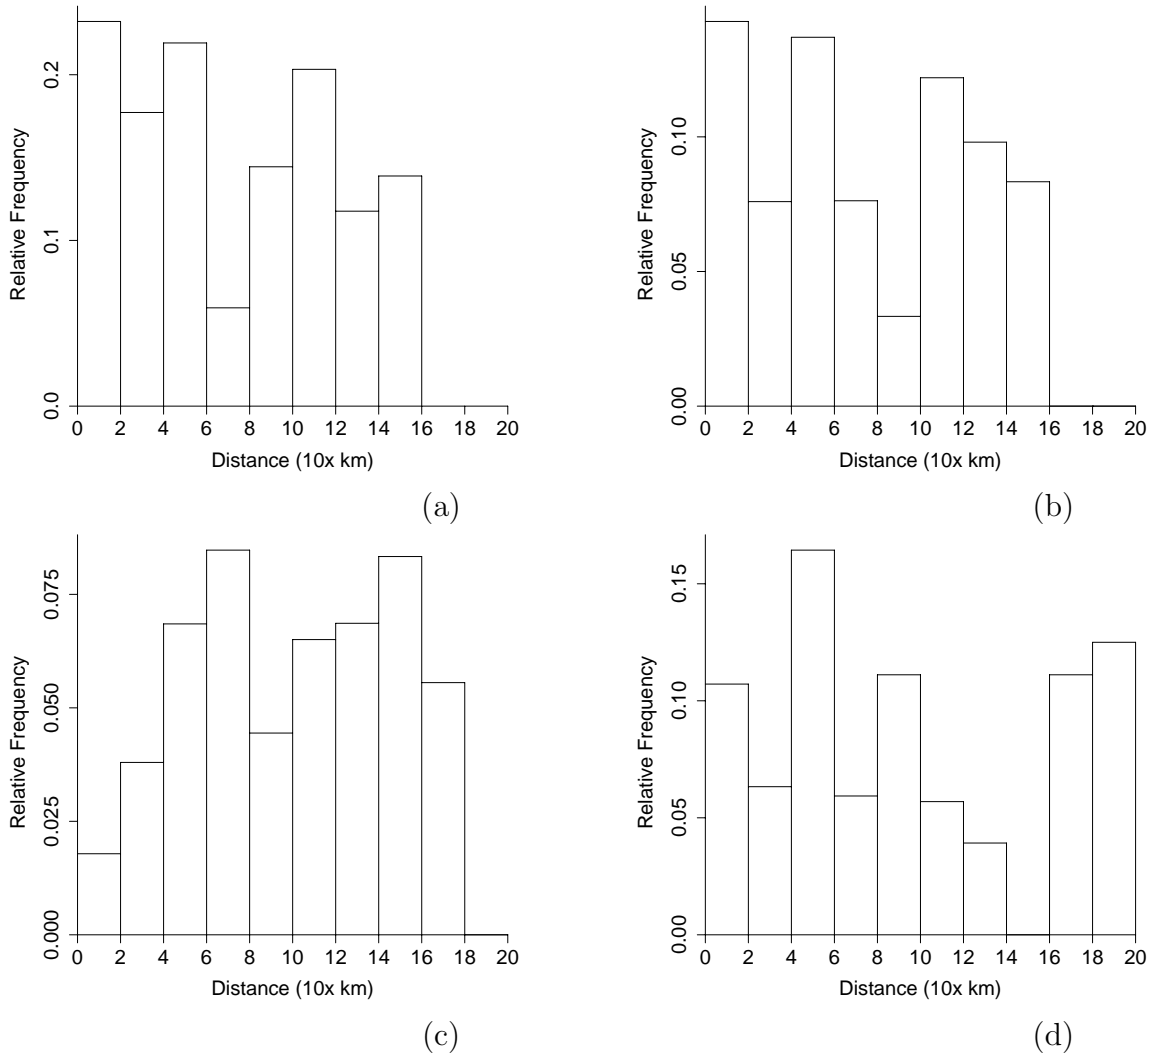 Relative Frequency
0.2
0.1
0.0
0 2 4 6 8 10 12 14 16 18 20
Distance (10x km)
(a)
Relative Frequency
0.10
0.05
0.00
0 2 4 6 8 10 12 14 16 18 20
Distance (10x km)
(b)
Relative Frequency
0.075
0.050
0.025
0.000
0 2 4 6 8 10 12 14 16 18 20
Distance (10x km)
(c)
Relative Frequency
0.15
0.10
0.05
0.00
0 2 4 6 8 10 12 14 16 18 20
Distance (10x km)
(d)